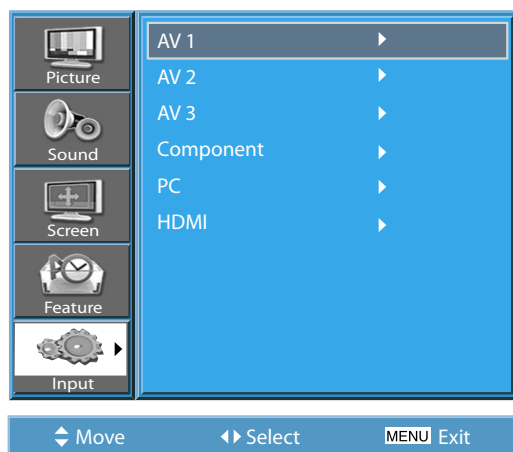 Picture
Sound
Screen
Feature
Input
AV 1
AV 2
AV 3
Component
PC
HDMI
Move Select MENU Exit